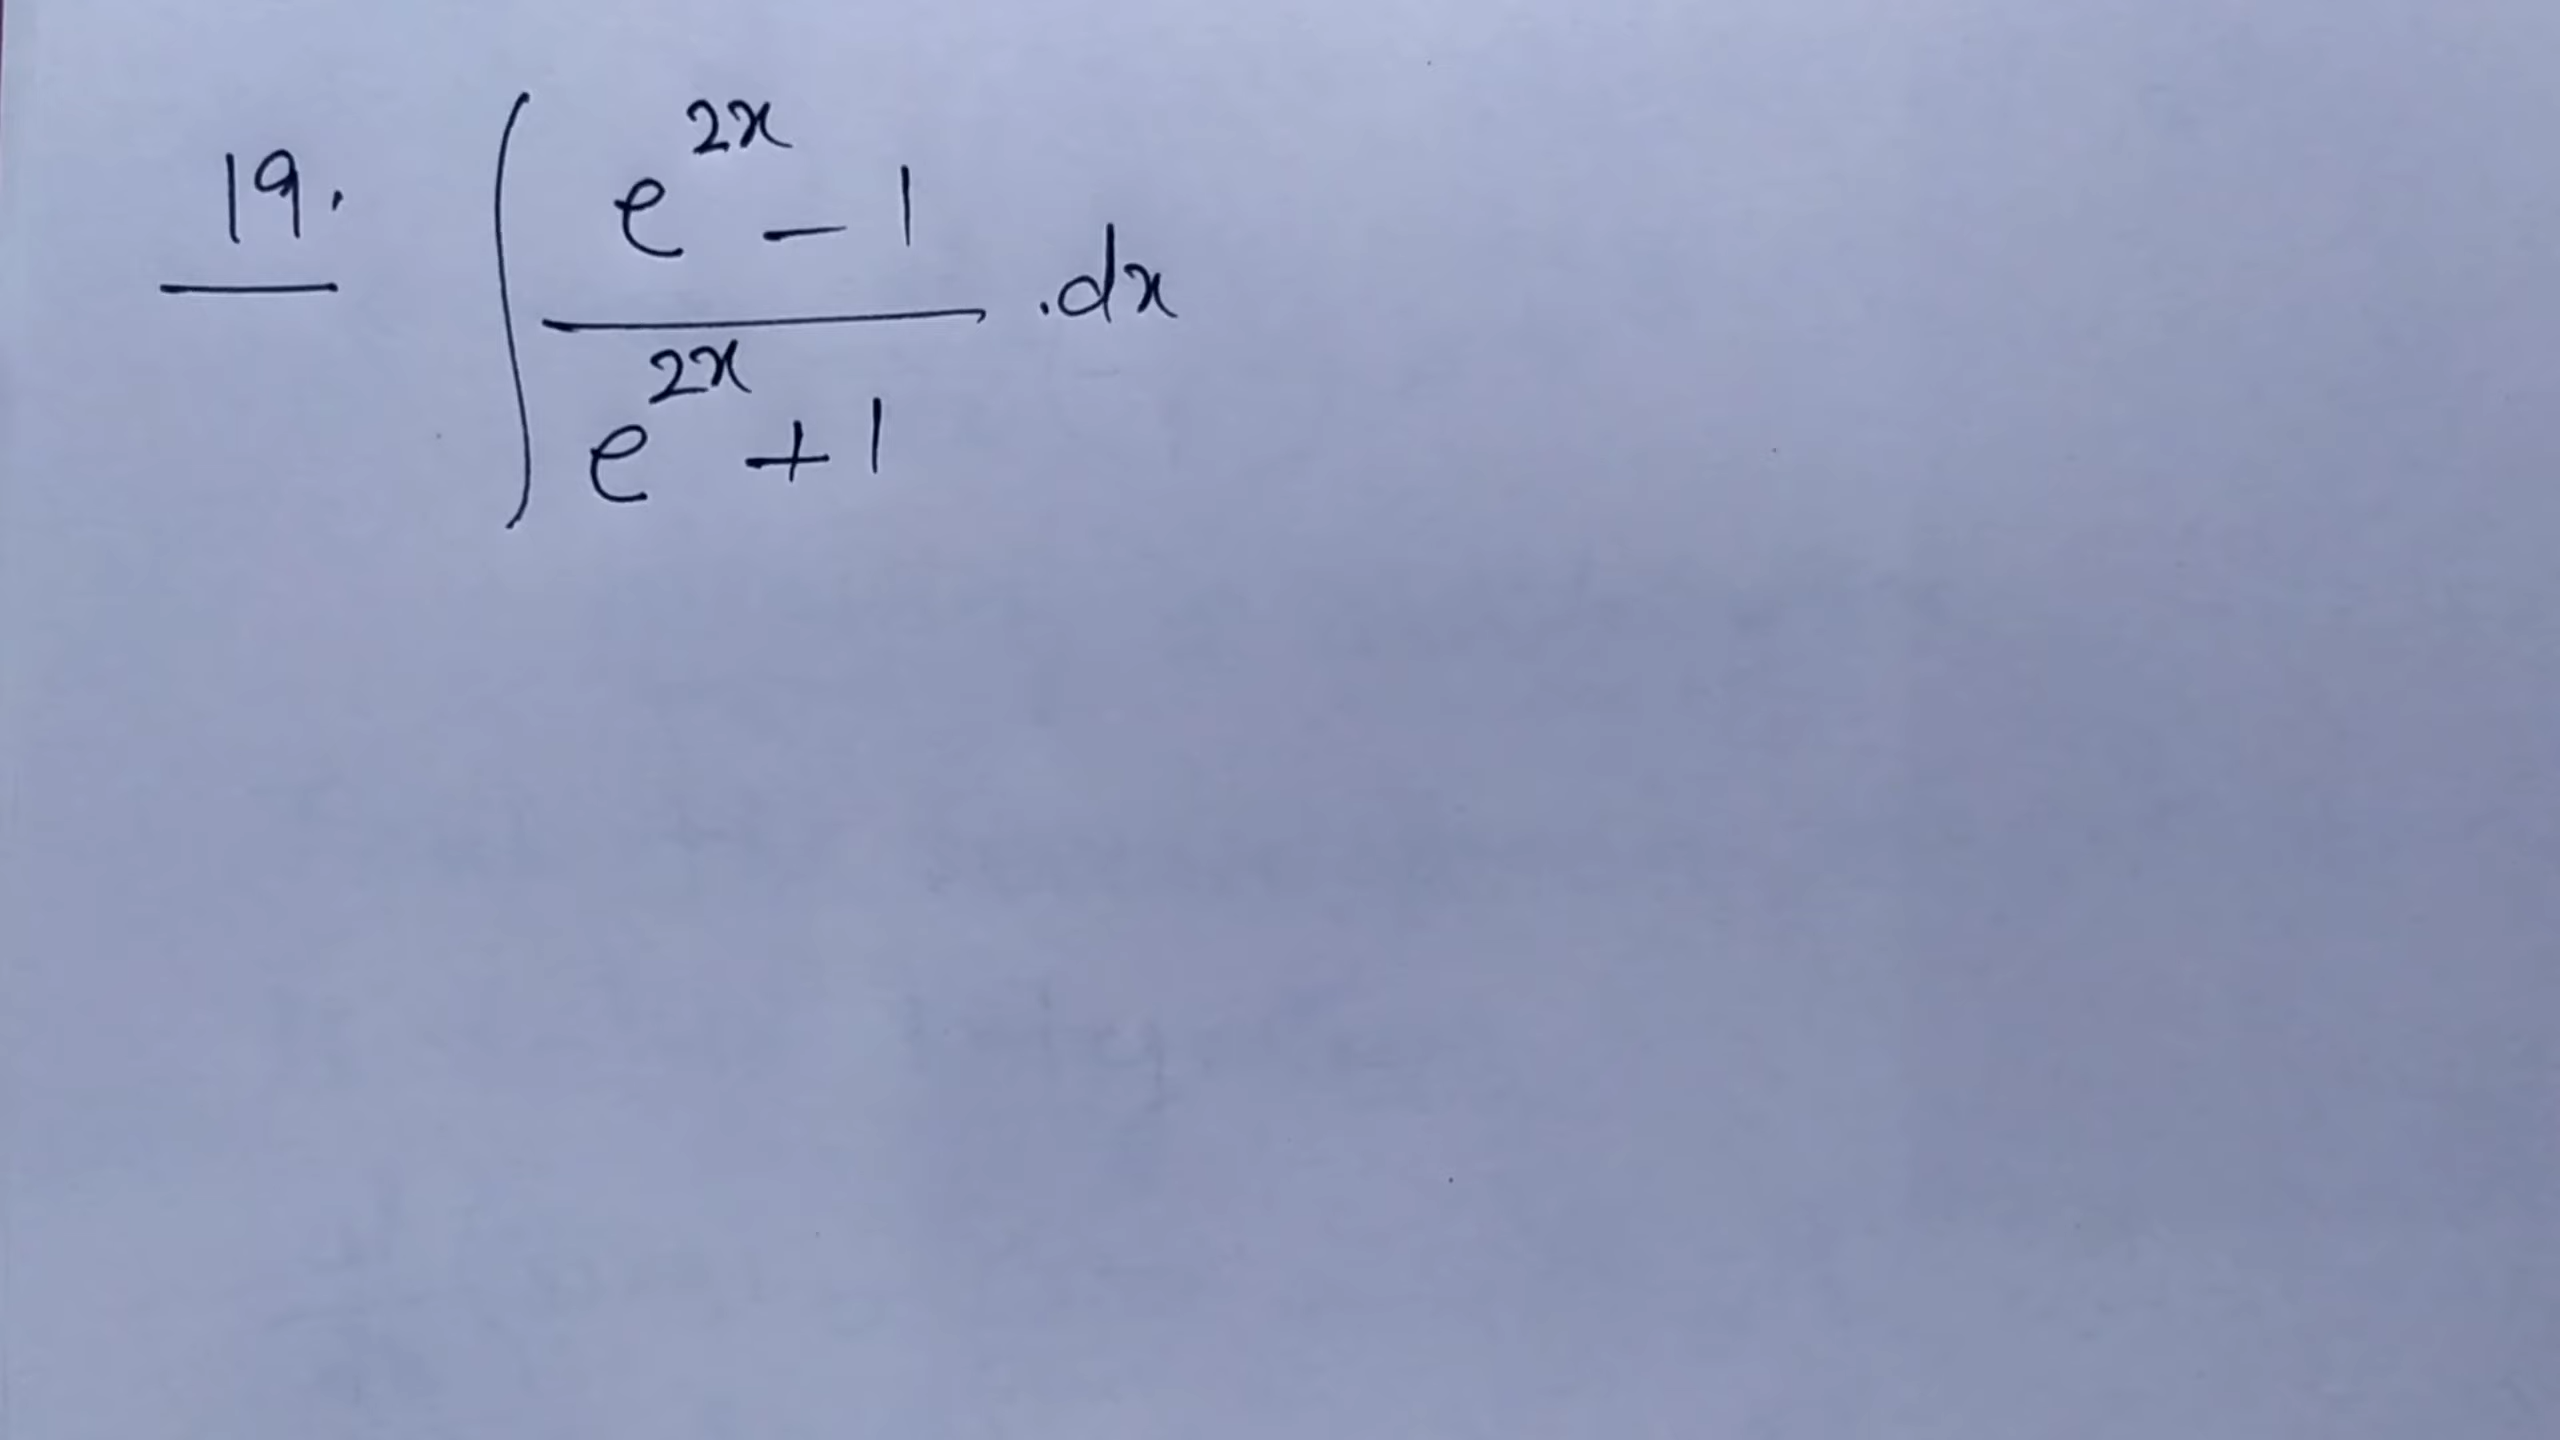 19. ∫ (e^{2x} - 1)/(e^{2x} + 1) .dx